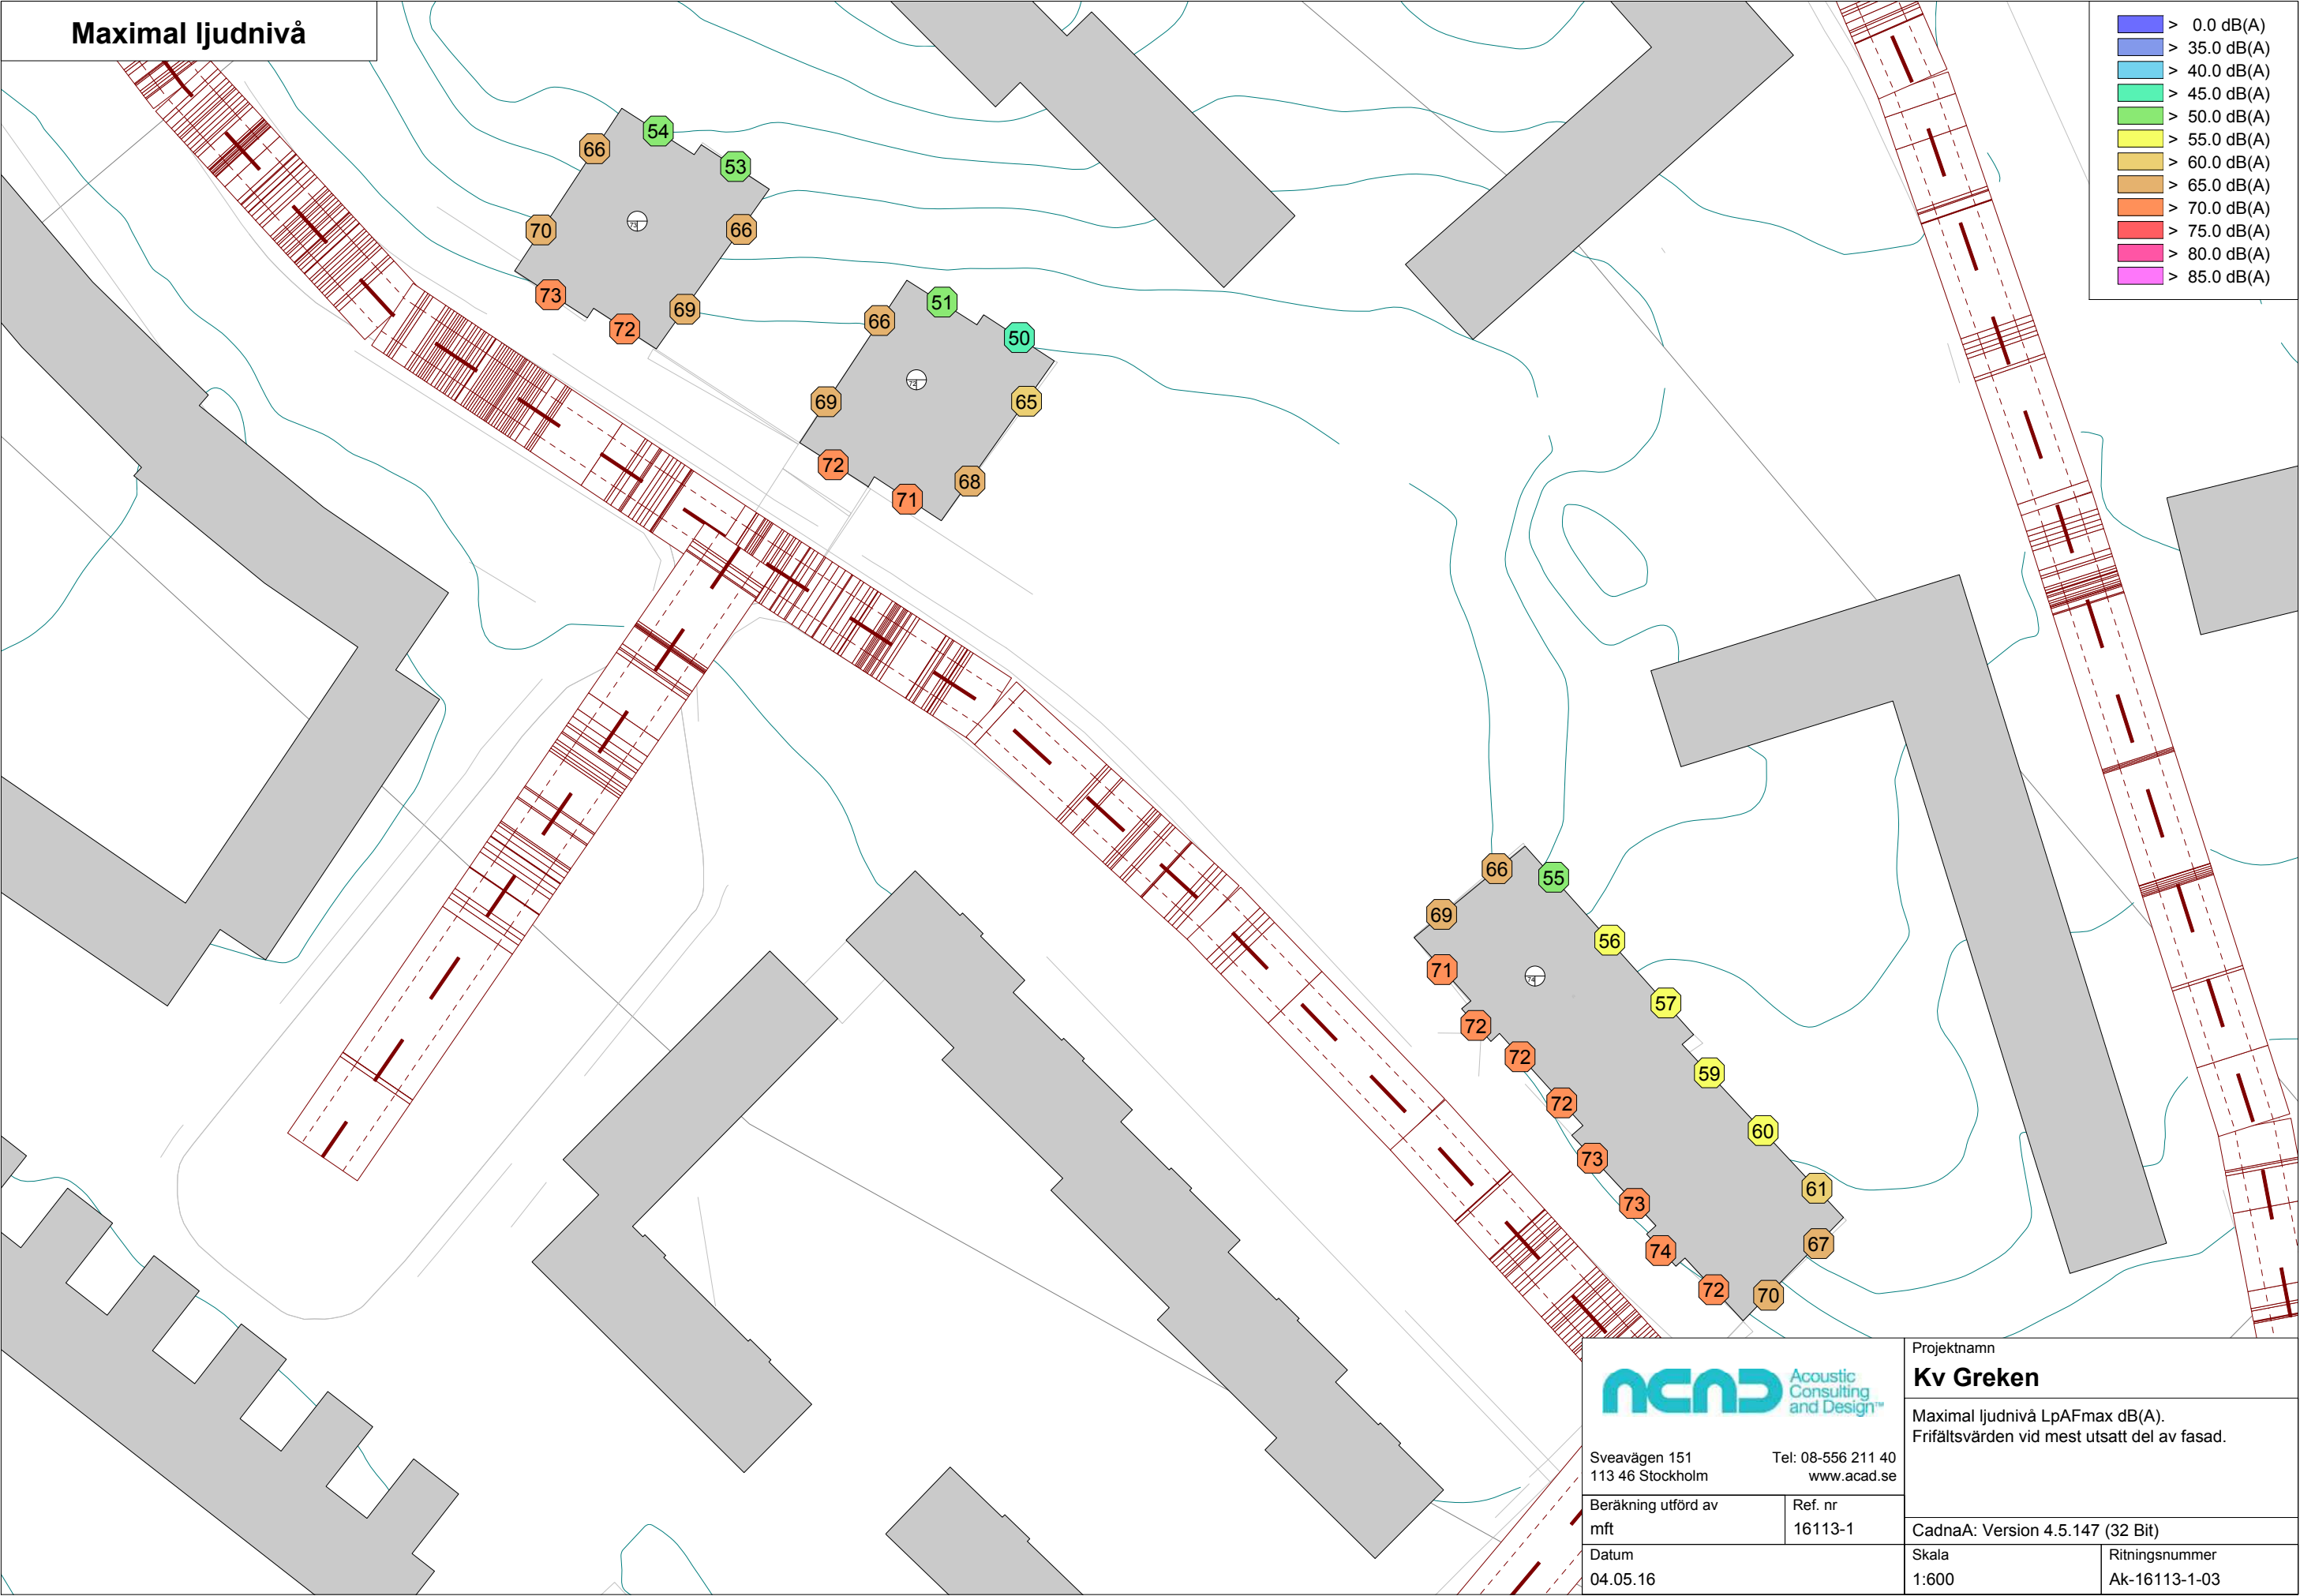 Maximal ljudnivå
> 0.0 dB(A)
> 35.0 dB(A)
> 40.0 dB(A)
> 45.0 dB(A)
> 50.0 dB(A)
> 55.0 dB(A)
> 60.0 dB(A)
> 65.0 dB(A)
> 70.0 dB(A)
> 75.0 dB(A)
> 80.0 dB(A)
> 85.0 dB(A)
54
66
53
73
70
66
73
69
72
51
66
50
72
69
65
72
68
71
66
55
69
56
71
74
57
72
72
59
72
60
73
61
73
67
74
72
70
ACAD
Acoustic
Consulting
and Design™
Sveavägen 151
113 46 Stockholm
Tel: 08-556 211 40
www.acad.se
Beräkning utförd av
mft
Ref. nr
16113-1
Datum
04.05.16
Projektnamn
Kv Greken
Maximal ljudnivå LpAFmax dB(A).
Frifältsvärden vid mest utsatt del av fasad.
CadnaA: Version 4.5.147 (32 Bit)
Skala
1:600
Ritningsnummer
Ak-16113-1-03